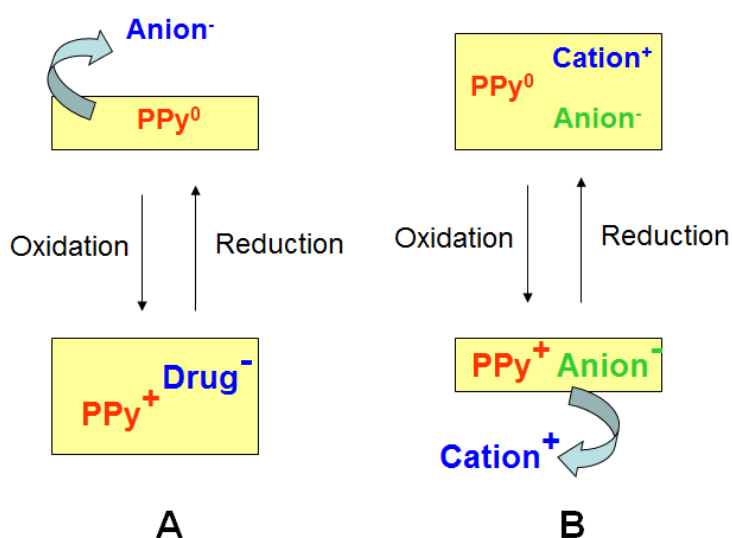 Anion⁻
PPy⁰
Oxidation
Reduction
PPy⁺ Drug⁻
A
Cation⁺
PPy⁰
Anion⁻
Oxidation
Reduction
PPy⁺ Anion⁻
Cation⁺
B